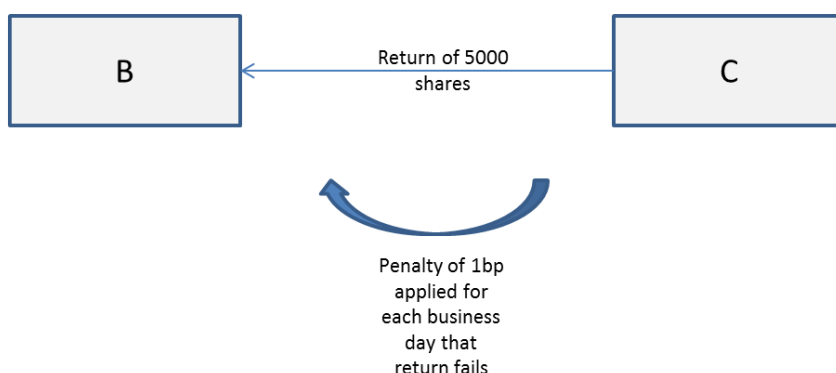 B
Return of 5000
shares
C
Penalty of 1bp
applied for
each business
day that
return fails